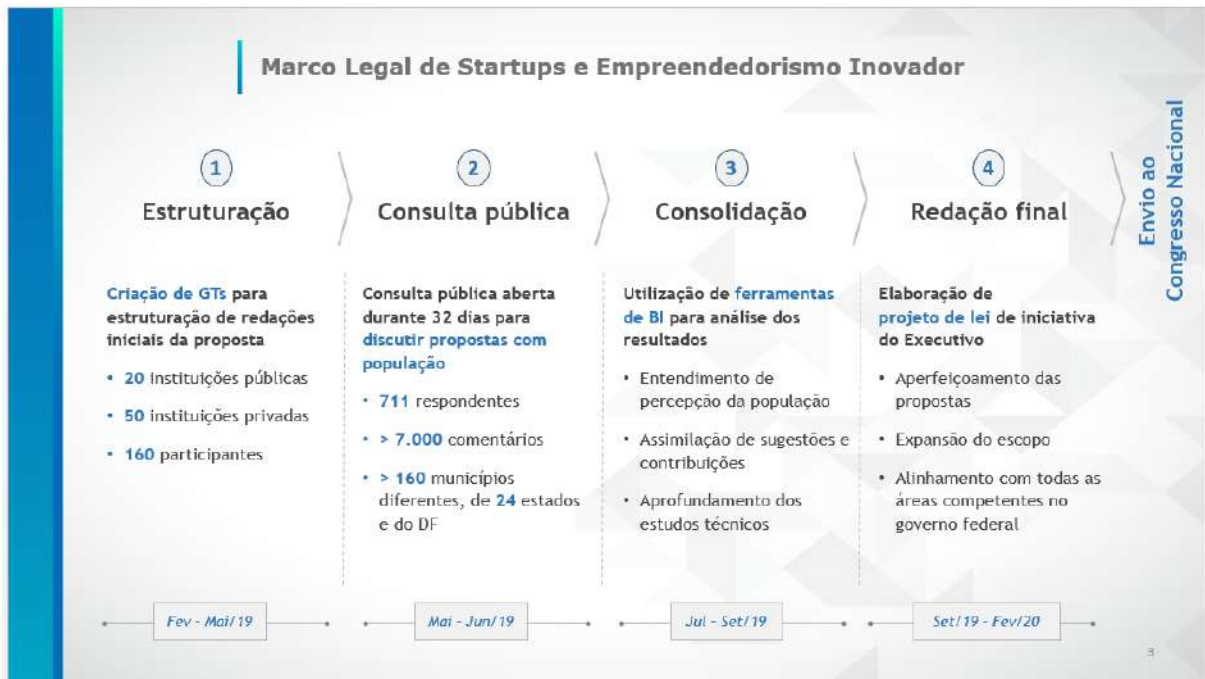 Marco Legal de Startups e Empreendedorismo Inovador
1
Estruturação
Criação de GTs para
estruturação de redações
iniciais da proposta
• 20 instituições públicas
• 50 instituições privadas
• 160 participantes
Fev - Mai/19
2
Consulta pública
Consulta pública aberta
durante 32 dias para
discutir propostas com
população
• 711 respondentes
• > 7.000 comentários
• > 160 municípios
diferentes, de 24 estados
e do DF
Mai - Jun/19
3
Consolidação
Utilização de ferramentas
de BI para análise dos
resultados
• Entendimento de
percepção da população
• Assimilação de sugestões e
contribuições
• Aprofundamento dos
estudos técnicos
Jul - Set/19
4
Redação final
Elaboração de
projeto de lei de iniciativa
do Executivo
• Aperfeiçoamento das
propostas
• Expansão do escopo
• Alinhamento com todas as
áreas competentes no
governo federal
Set/19 - Fev/20
Envio ao
Congresso Nacional
3